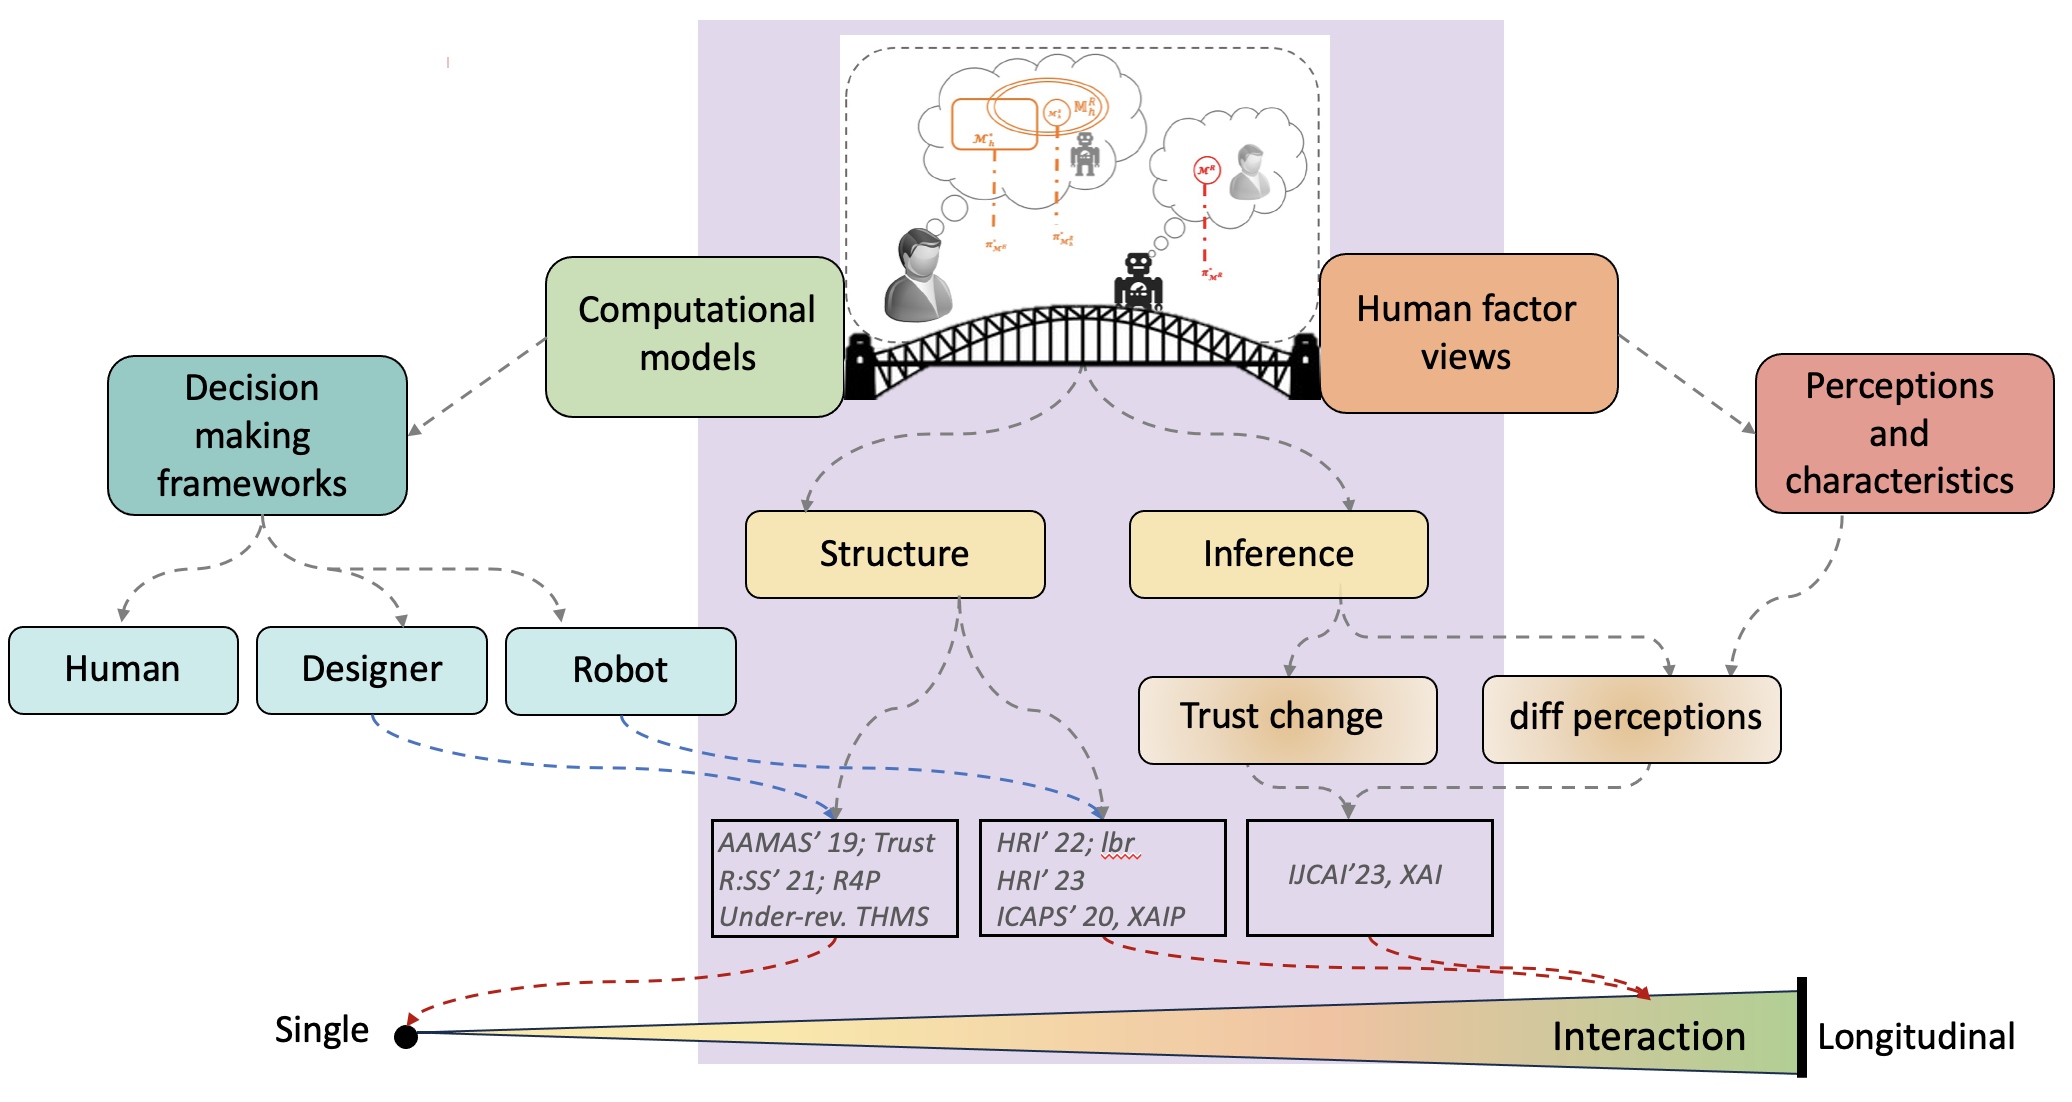 𝕄ₕᴿ
ℳᴿ
Computational
models
Human factor
views
Decision
making
frameworks
Perceptions
and
characteristics
Structure
Inference
Human
Designer
Robot
Trust change
diff perceptions
AAMAS’ 19; Trust
R:SS’ 21; R4P
Under-rev. THMS
HRI’ 22; lbr
HRI’ 23
ICAPS’ 20, XAIP
IJCAI’23, XAI
Single
Interaction
Longitudinal